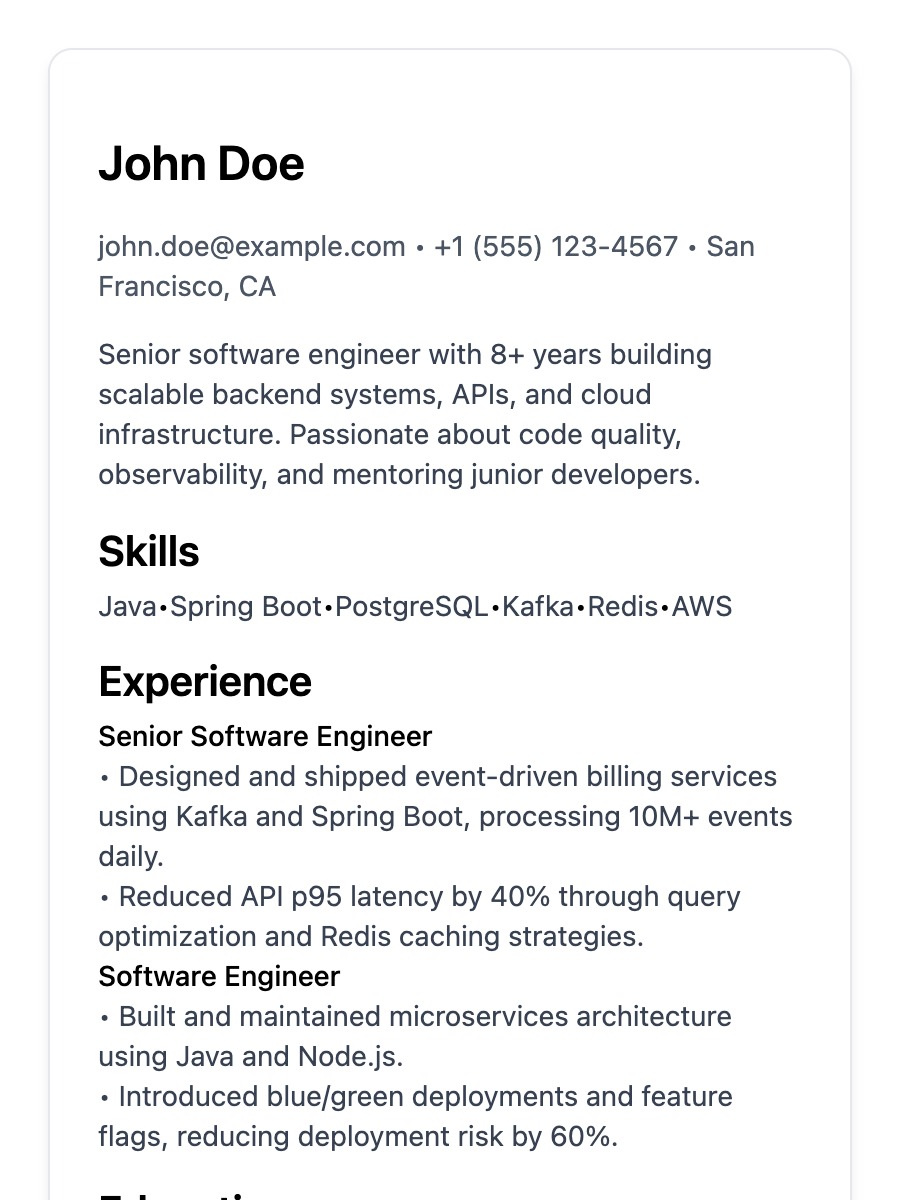 John Doe
john.doe@example.com • +1 (555) 123-4567 • San
Francisco, CA
Senior software engineer with 8+ years building
scalable backend systems, APIs, and cloud
infrastructure. Passionate about code quality,
observability, and mentoring junior developers.
Skills
Java•Spring Boot•PostgreSQL•Kafka•Redis•AWS
Experience
Senior Software Engineer
• Designed and shipped event-driven billing services
using Kafka and Spring Boot, processing 10M+ events
daily.
• Reduced API p95 latency by 40% through query
optimization and Redis caching strategies.
Software Engineer
• Built and maintained microservices architecture
using Java and Node.js.
• Introduced blue/green deployments and feature
flags, reducing deployment risk by 60%.